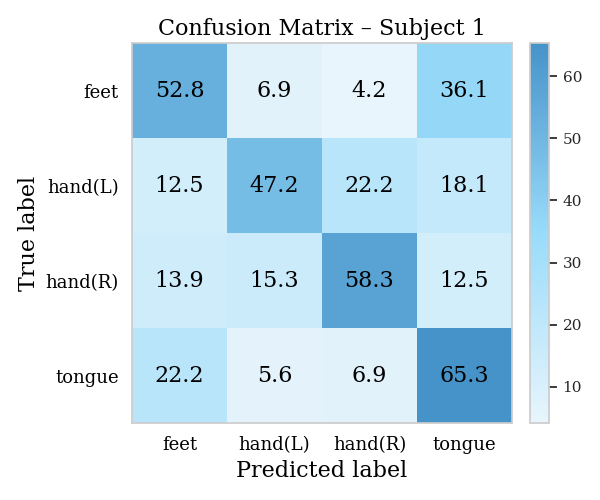 Confusion Matrix – Subject 1
True label
feet 52.8 6.9 4.2 36.1
hand(L) 12.5 47.2 22.2 18.1
hand(R) 13.9 15.3 58.3 12.5
tongue 22.2 5.6 6.9 65.3
feet hand(L) hand(R) tongue
Predicted label
60
50
40
30
20
10